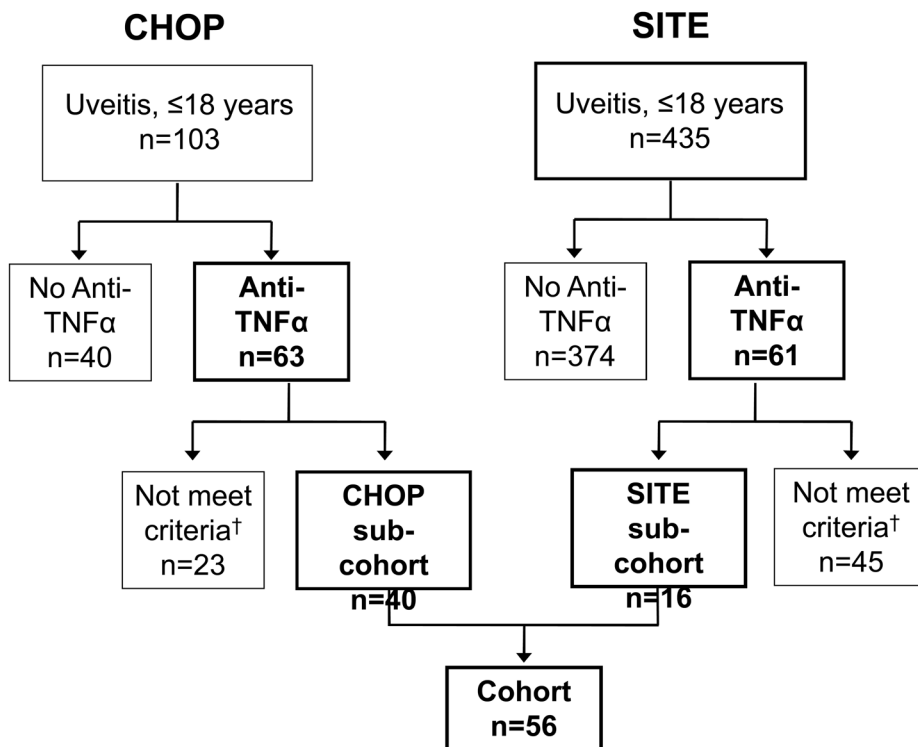 CHOP
SITE
Uveitis, ≤18 years
n=103
Uveitis, ≤18 years
n=435
No Anti-
TNFα
n=40
Anti-
TNFα
n=63
No Anti-
TNFα
n=374
Anti-
TNFα
n=61
Not meet
criteria†
n=23
CHOP
sub-
cohort
n=40
SITE
sub-
cohort
n=16
Not meet
criteria†
n=45
Cohort
n=56